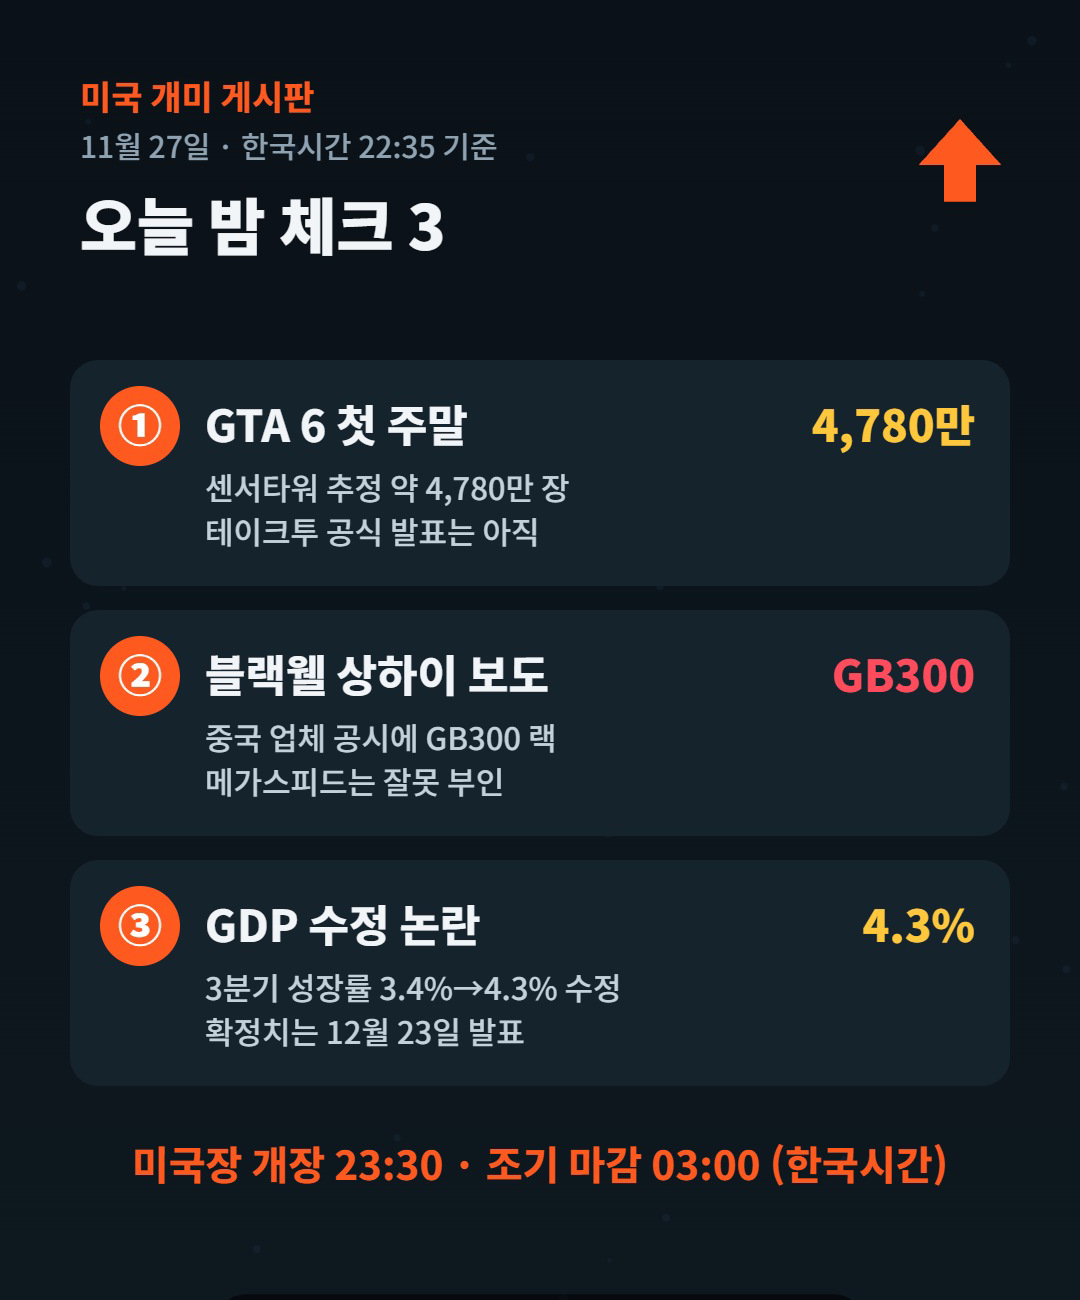 미국 개미 게시판
11월 27일 · 한국시간 22:35 기준
오늘 밤 체크 3
① GTA 6 첫 주말 4,780만
센서타워 추정 약 4,780만 장
테이크투 공식 발표는 아직
② 블랙웰 상하이 보도 GB300
중국 업체 공시에 GB300 랙
메가스피드는 잘못 부인
③ GDP 수정 논란 4.3%
3분기 성장률 3.4%→4.3% 수정
확정치는 12월 23일 발표
미국장 개장 23:30 · 조기 마감 03:00 (한국시간)